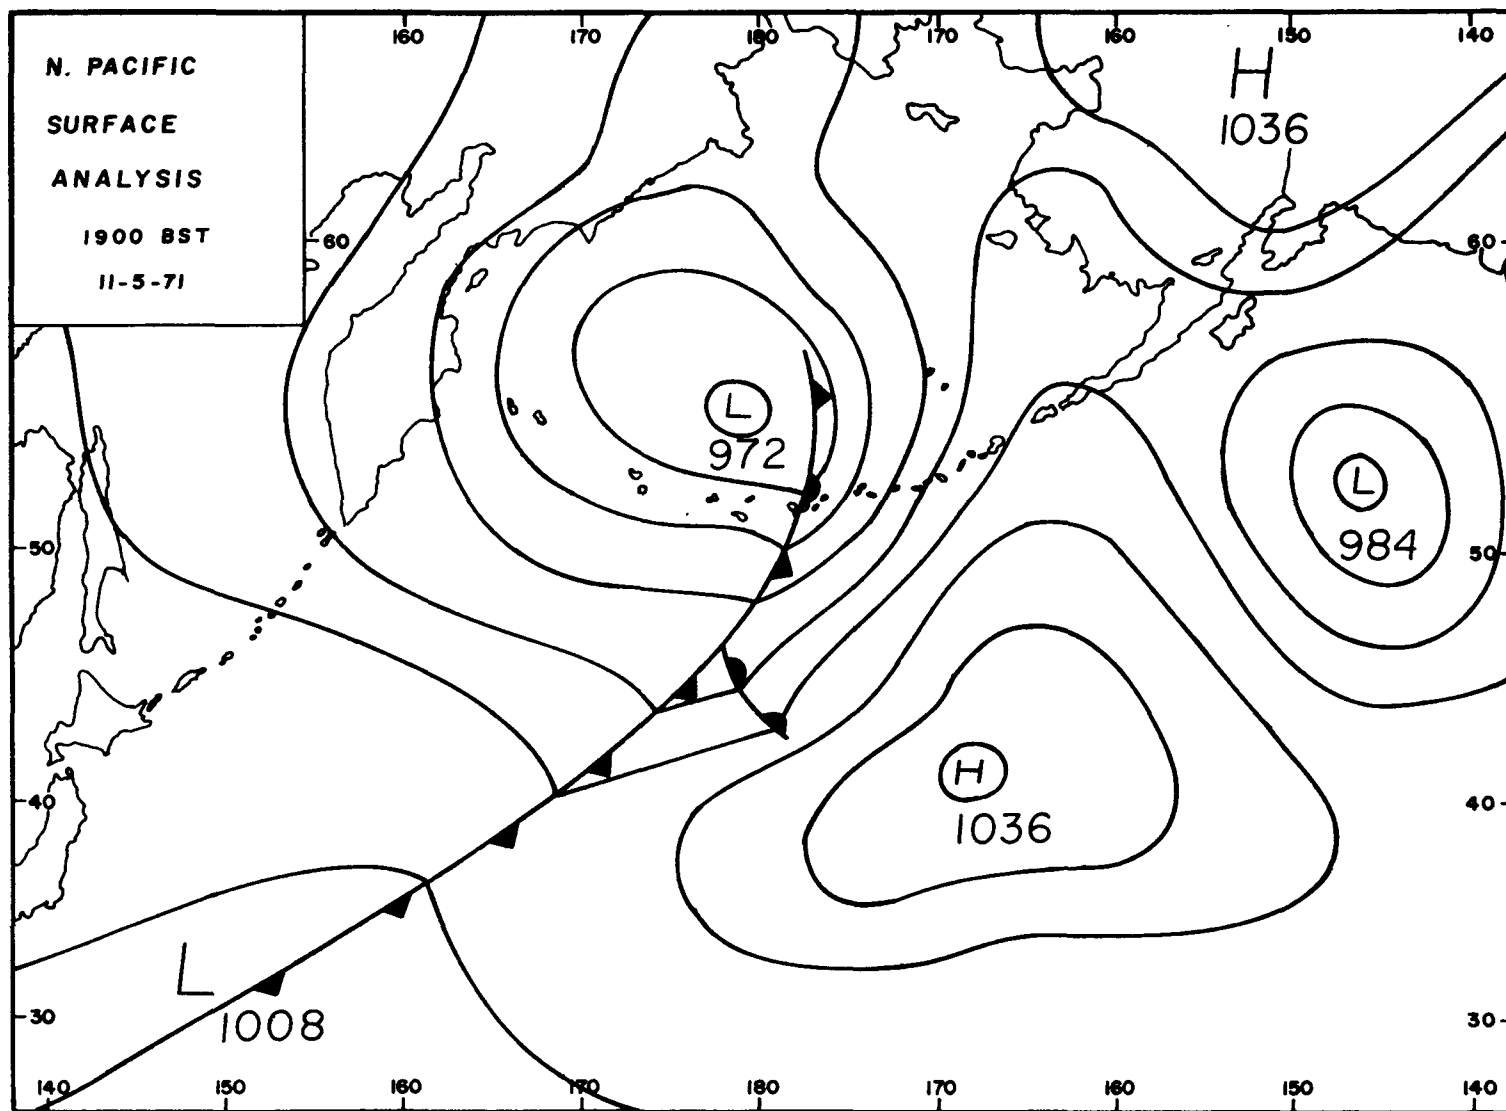 160 170 180 170 160 150 140
N. PACIFIC
SURFACE
ANALYSIS
1900 BST
11-5-71
H
1036
60 60
L
972
L
984
50 50
H
1036
40 40
L
1008
30 30
140 150 160 170 180 170 160 150 140